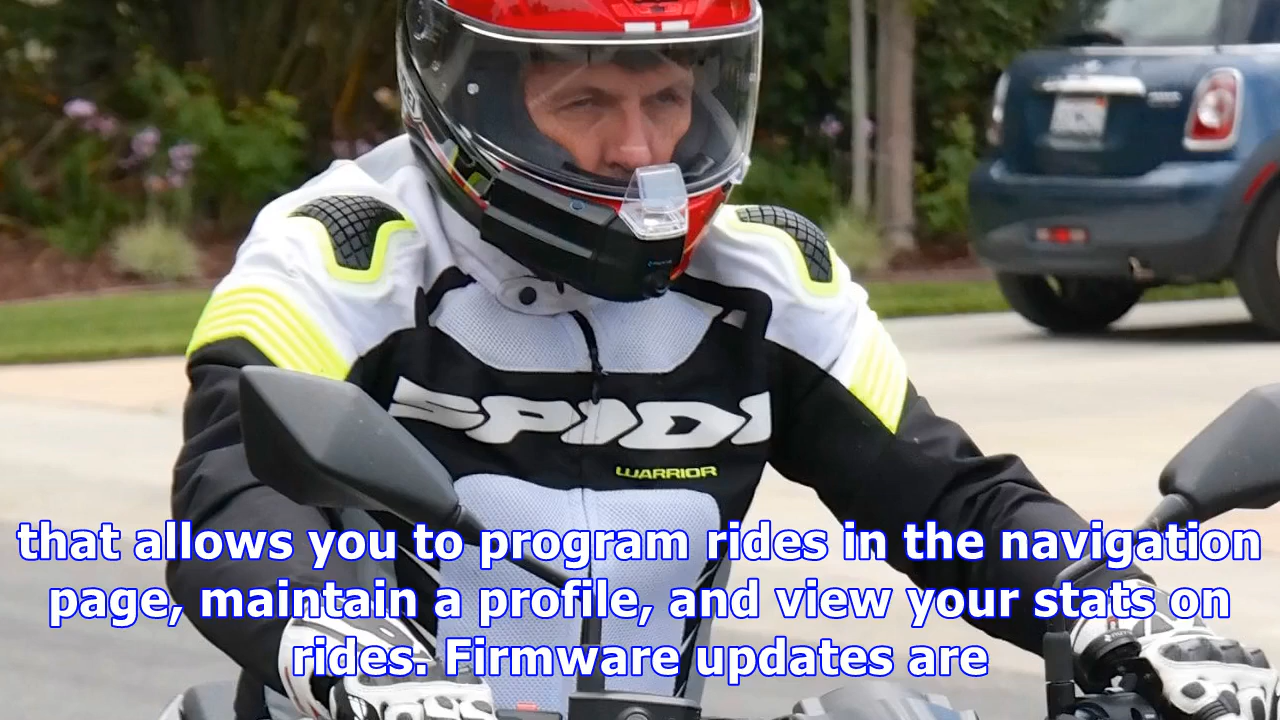 SPIDI
WARRIOR
that allows you to program rides in the navigation
page, maintain a profile, and view your stats on
rides. Firmware updates are